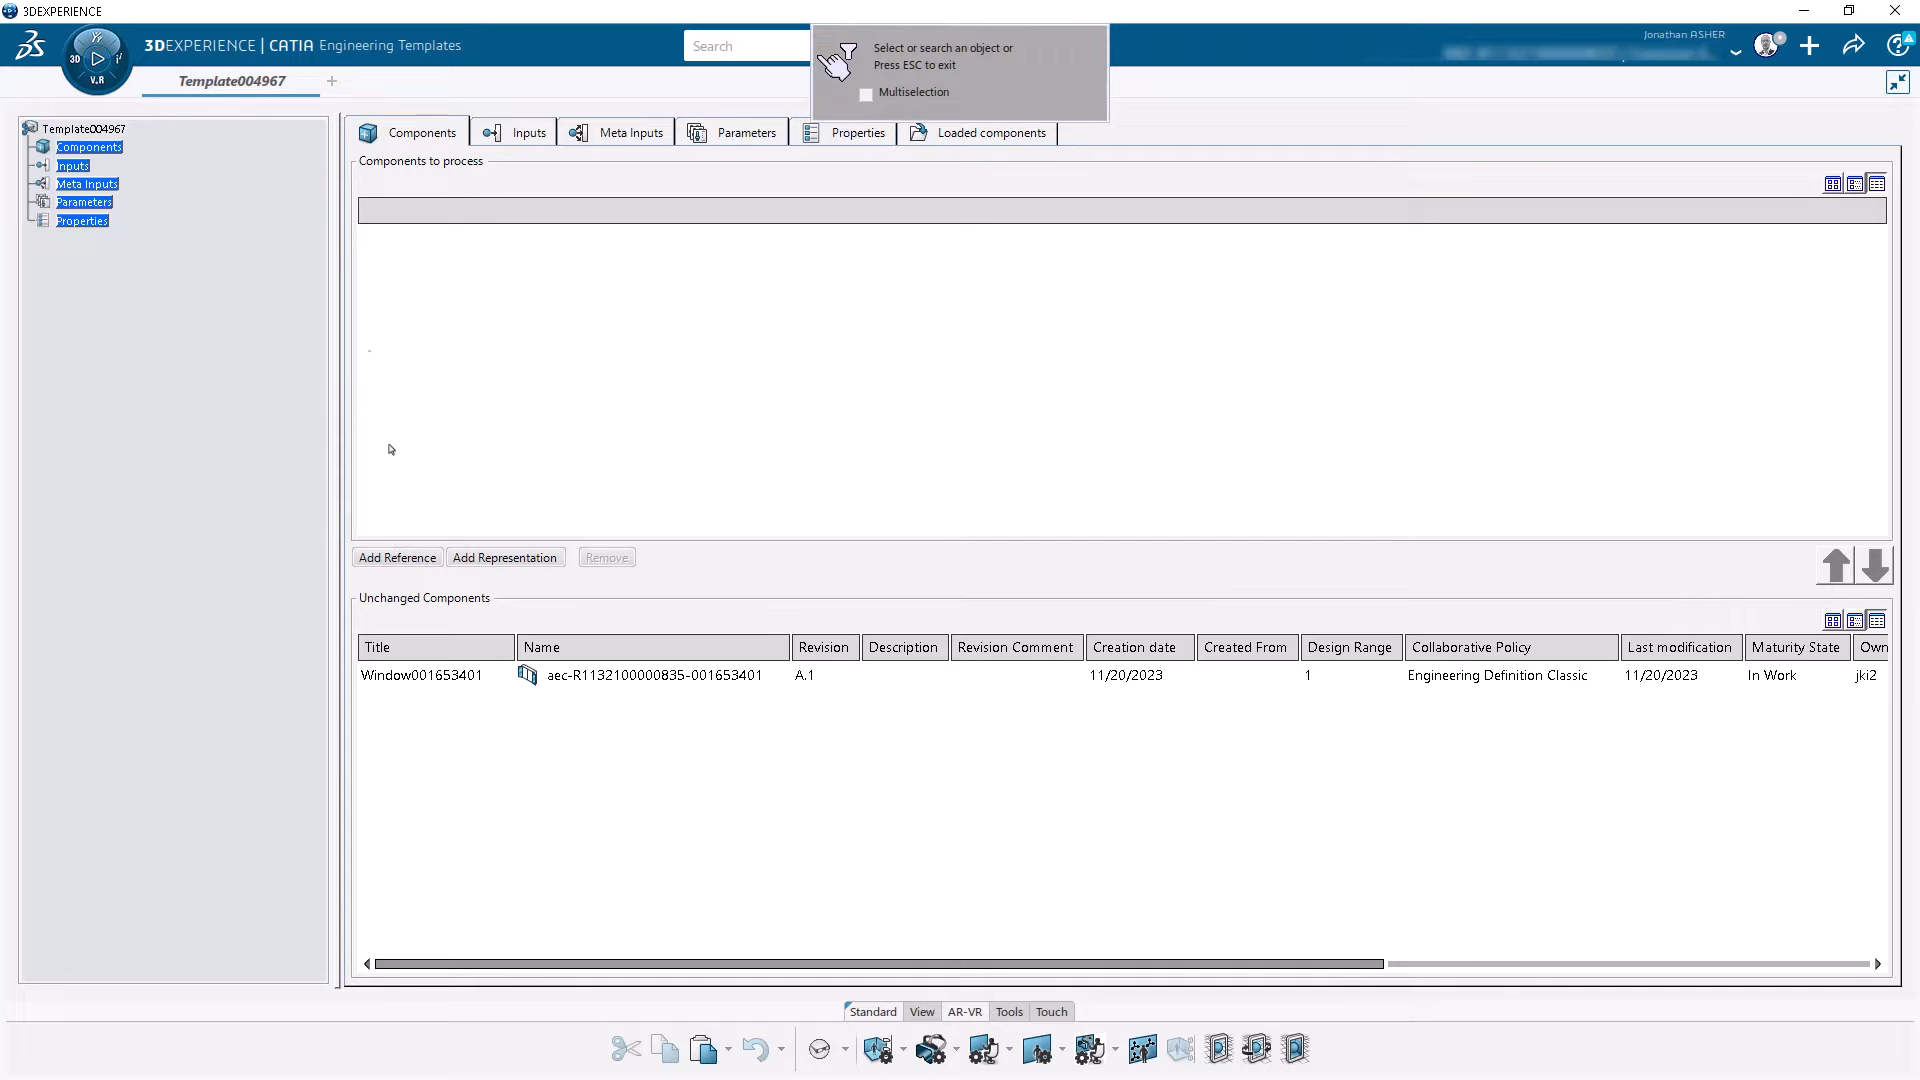 3DEXPERIENCE
3DEXPERIENCE | CATIA Engineering Templates
Search
Select or search an object or
Press ESC to exit
Multiselection
Jonathan ASHER
3D
V.R
Template004967
Template004967
Components
Inputs
Meta Inputs
Parameters
Properties
Components
Inputs
Meta Inputs
Parameters
Properties
Loaded components
Components to process
Add Reference
Add Representation
Remove
Unchanged Components
Title Name Revision Description Revision Comment Creation date Created From Design Range Collaborative Policy Last modification Maturity State Own
Window001653401 aec-R1132100000835-001653401 A.1 11/20/2023 1 Engineering Definition Classic 11/20/2023 In Work jki2
Standard View AR-VR Tools Touch